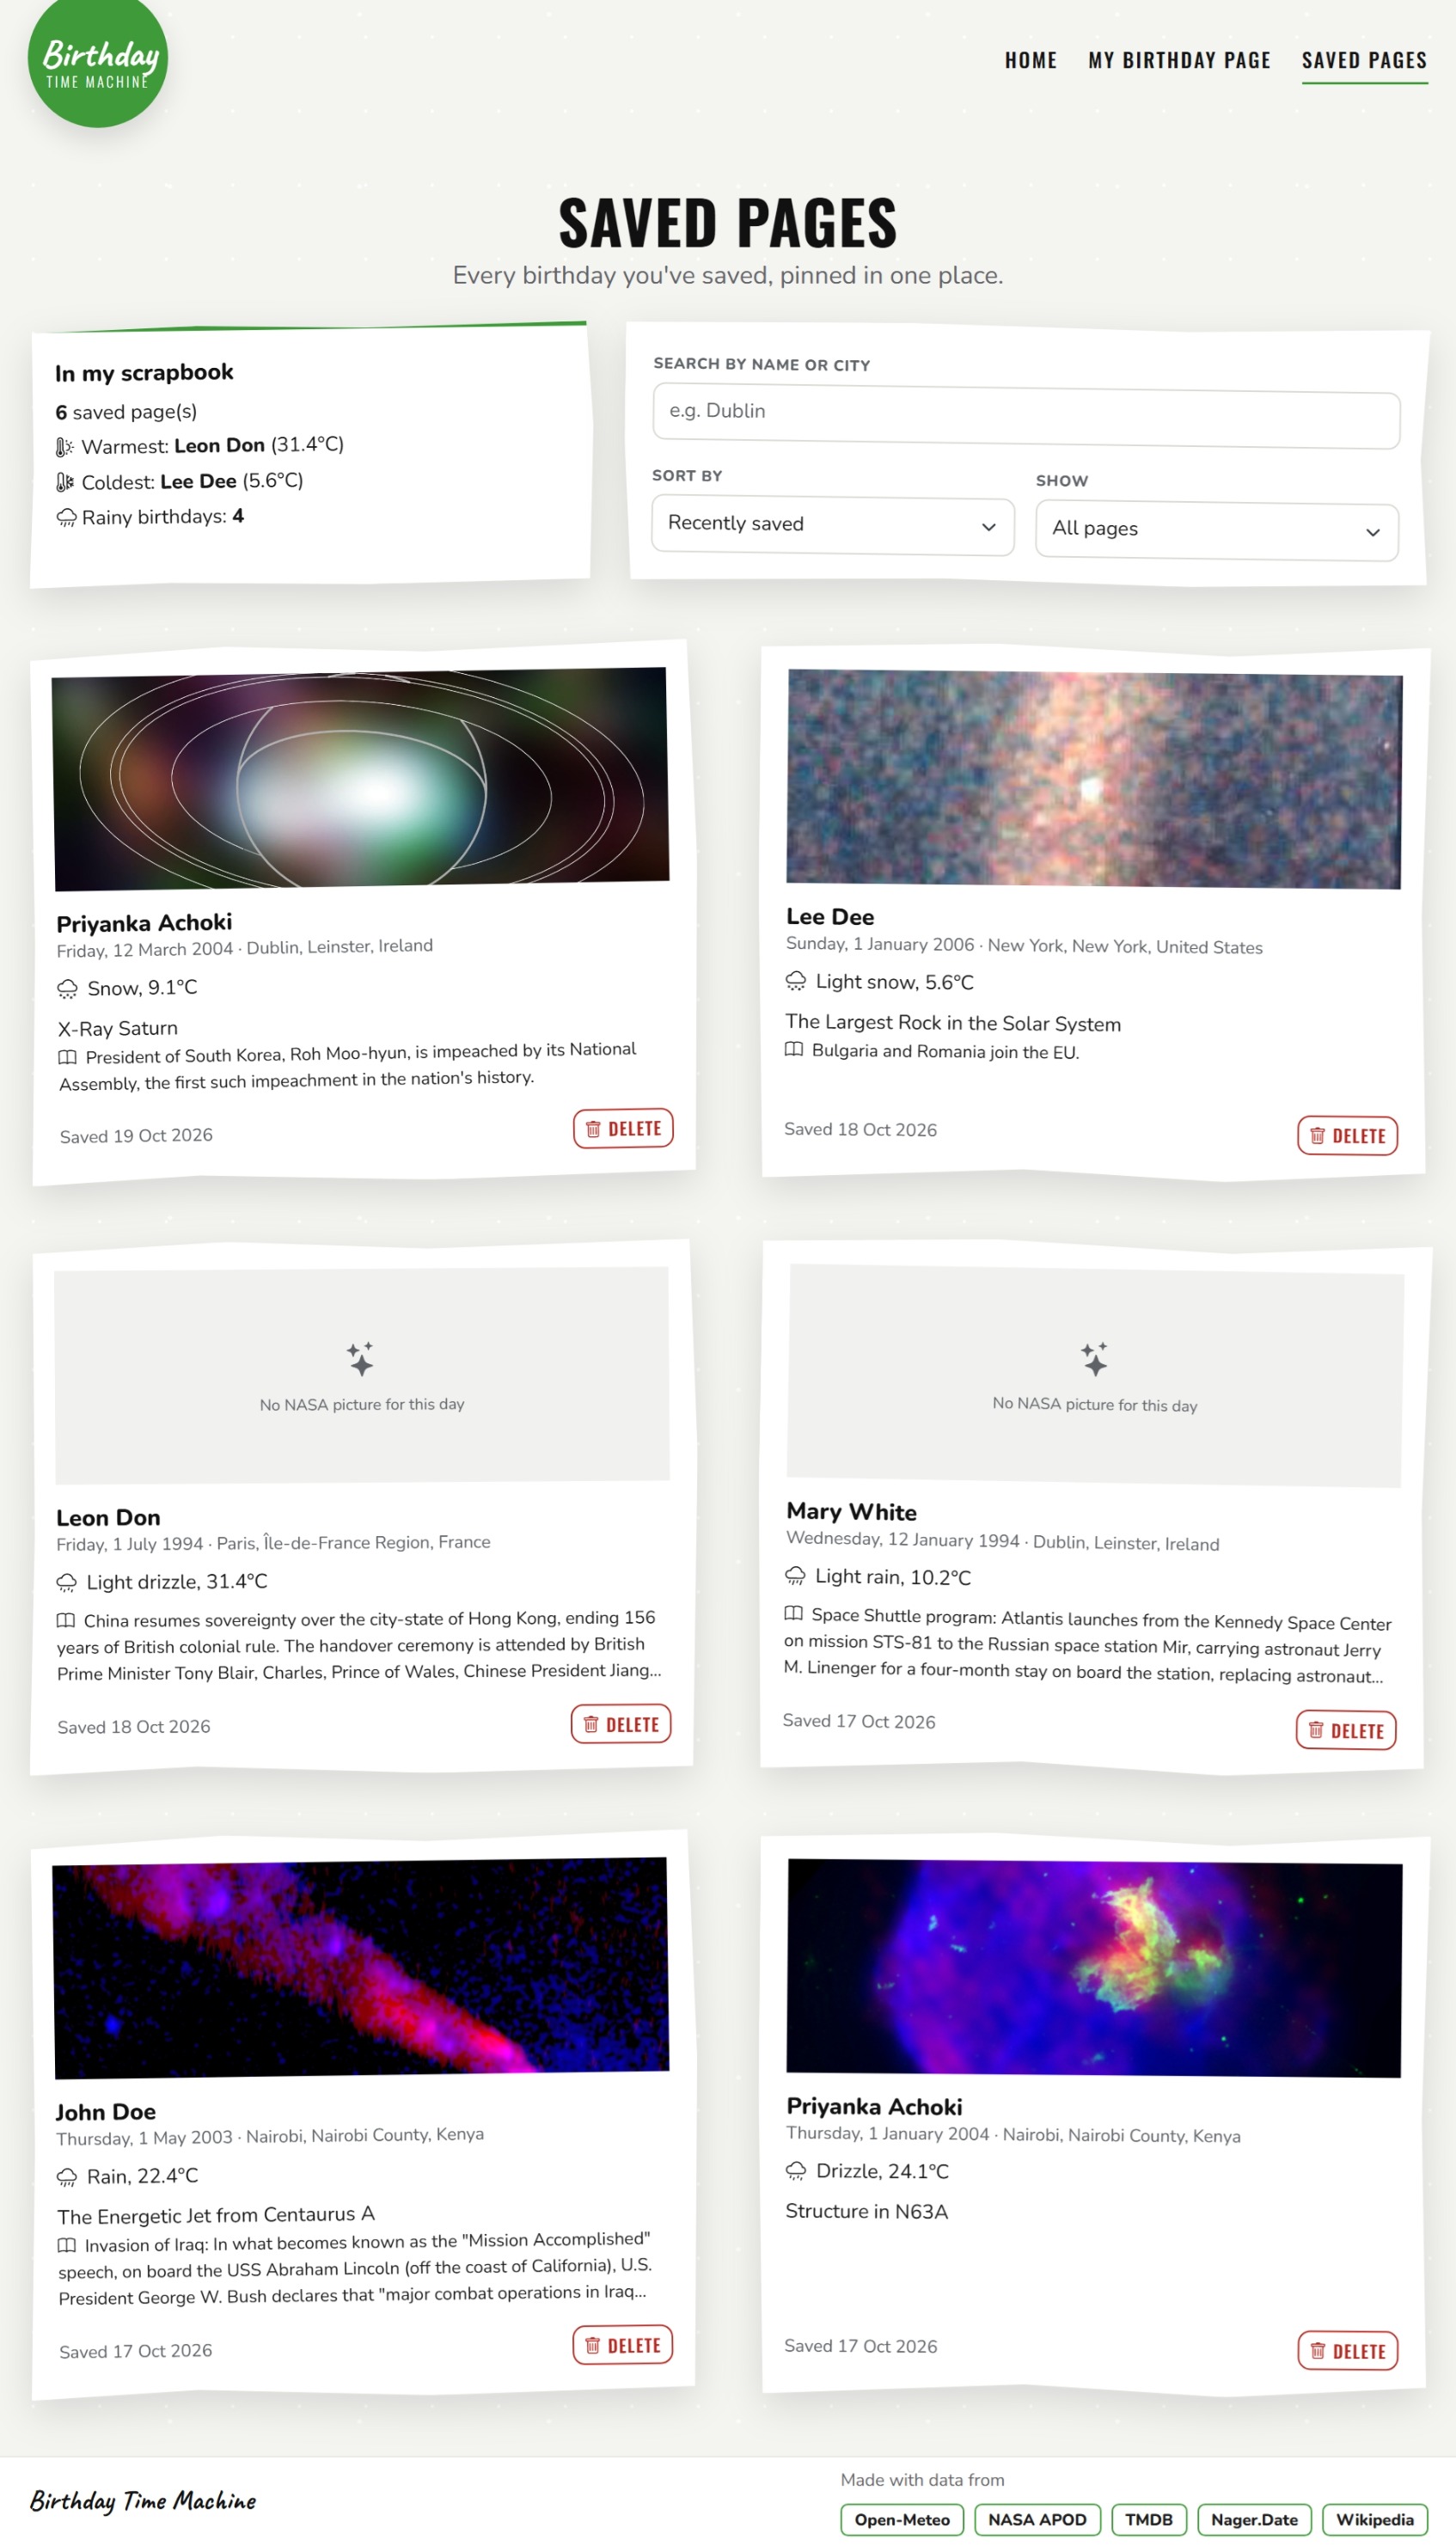 Birthday
TIME MACHINE
HOME MY BIRTHDAY PAGE SAVED PAGES
SAVED PAGES
Every birthday you've saved, pinned in one place.
In my scrapbook
6 saved page(s)
Warmest: Leon Don (31.4°C)
Coldest: Lee Dee (5.6°C)
Rainy birthdays: 4
SEARCH BY NAME OR CITY
e.g. Dublin
SORT BY
Recently saved
SHOW
All pages
Priyanka Achoki
Friday, 12 March 2004 · Dublin, Leinster, Ireland
Snow, 9.1°C
X-Ray Saturn
President of South Korea, Roh Moo-hyun, is impeached by its National
Assembly, the first such impeachment in the nation's history.
Saved 19 Oct 2026
DELETE
Lee Dee
Sunday, 1 January 2006 · New York, New York, United States
Light snow, 5.6°C
The Largest Rock in the Solar System
Bulgaria and Romania join the EU.
Saved 18 Oct 2026
DELETE
No NASA picture for this day
Leon Don
Friday, 1 July 1994 · Paris, Île-de-France Region, France
Light drizzle, 31.4°C
China resumes sovereignty over the city-state of Hong Kong, ending 156
years of British colonial rule. The handover ceremony is attended by British
Prime Minister Tony Blair, Charles, Prince of Wales, Chinese President Jiang...
Saved 18 Oct 2026
DELETE
No NASA picture for this day
Mary White
Wednesday, 12 January 1994 · Dublin, Leinster, Ireland
Light rain, 10.2°C
Space Shuttle program: Atlantis launches from the Kennedy Space Center
on mission STS-81 to the Russian space station Mir, carrying astronaut Jerry
M. Linenger for a four-month stay on board the station, replacing astronaut...
Saved 17 Oct 2026
DELETE
John Doe
Thursday, 1 May 2003 · Nairobi, Nairobi County, Kenya
Rain, 22.4°C
The Energetic Jet from Centaurus A
Invasion of Iraq: In what becomes known as the "Mission Accomplished"
speech, on board the USS Abraham Lincoln (off the coast of California), U.S.
President George W. Bush declares that "major combat operations in Iraq...
Saved 17 Oct 2026
DELETE
Priyanka Achoki
Thursday, 1 January 2004 · Nairobi, Nairobi County, Kenya
Drizzle, 24.1°C
Structure in N63A
Saved 17 Oct 2026
DELETE
Birthday Time Machine
Made with data from
Open-Meteo NASA APOD TMDB Nager.Date Wikipedia